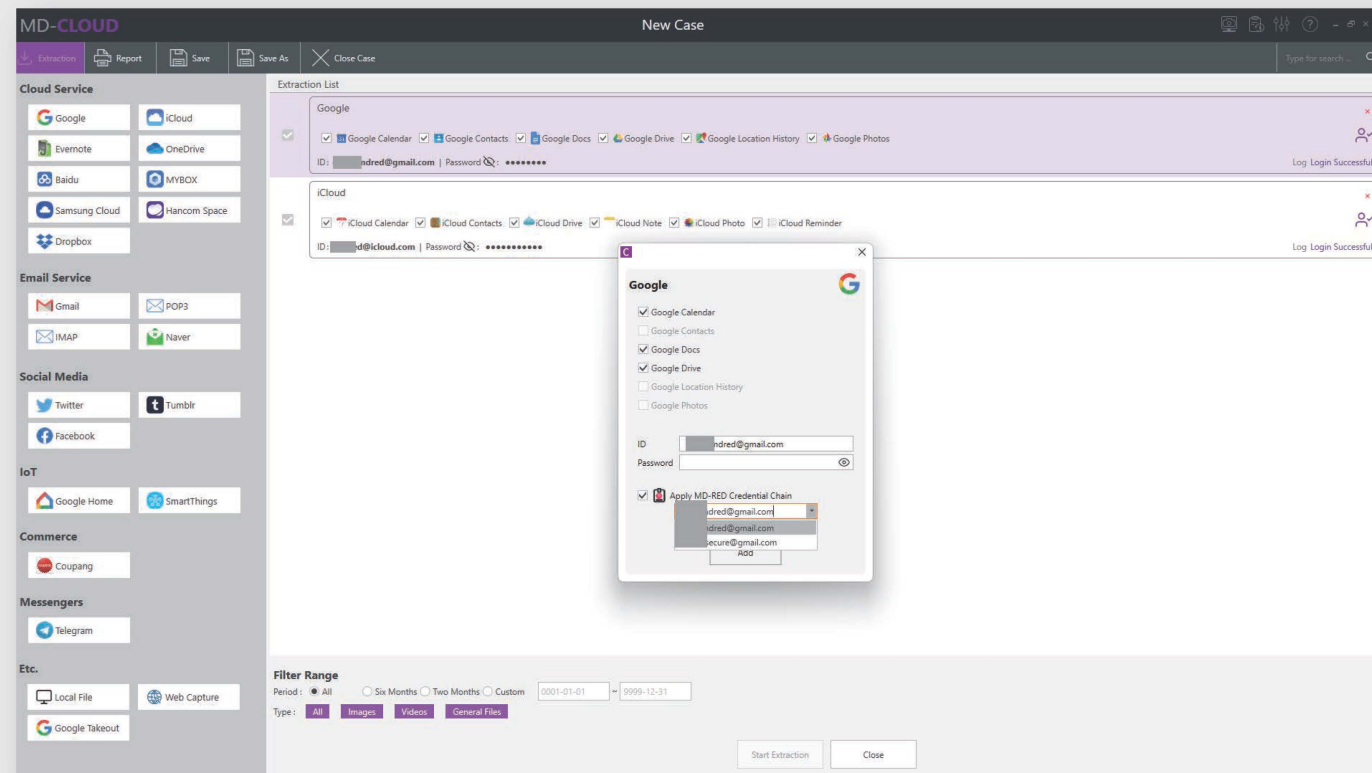 MD-CLOUD
New Case
Extraction
Report
Save
Save As
Close Case
Type for search ...
Cloud Service
Google
iCloud
Evernote
OneDrive
Baidu
MYBOX
Samsung Cloud
Hancom Space
Dropbox
Email Service
Gmail
POP3
IMAP
Naver
Social Media
Twitter
Tumblr
Facebook
IoT
Google Home
SmartThings
Commerce
Coupang
Messengers
Telegram
Etc.
Local File
Web Capture
Google Takeout
Extraction List
Google
Google Calendar Google Contacts Google Docs Google Drive Google Location History Google Photos
ID: ndred@gmail.com | Password : ●●●●●●●●
Log Login Successful
iCloud
iCloud Calendar iCloud Contacts iCloud Drive iCloud Note iCloud Photo iCloud Reminder
ID: ed@icloud.com | Password : ●●●●●●●●●●●
Log Login Successful
Google
Google Calendar
Google Contacts
Google Docs
Google Drive
Google Location History
Google Photos
ID ndred@gmail.com
Password
Apply MD-RED Credential Chain
dred@gmail.com
dred@gmail.com
secure@gmail.com
Add
Filter Range
Period : All Six Months Two Months Custom 0001-01-01 ~ 9999-12-31
Type : All Images Videos General Files
Start Extraction
Close